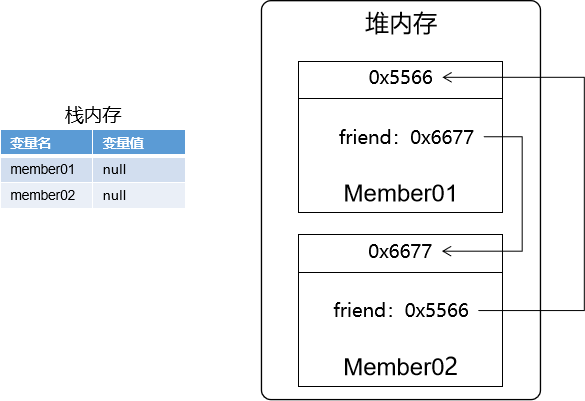 栈内存
变量名 变量值
member01 null
member02 null
堆内存
0x5566
friend：0x6677
Member01
0x6677
friend：0x5566
Member02